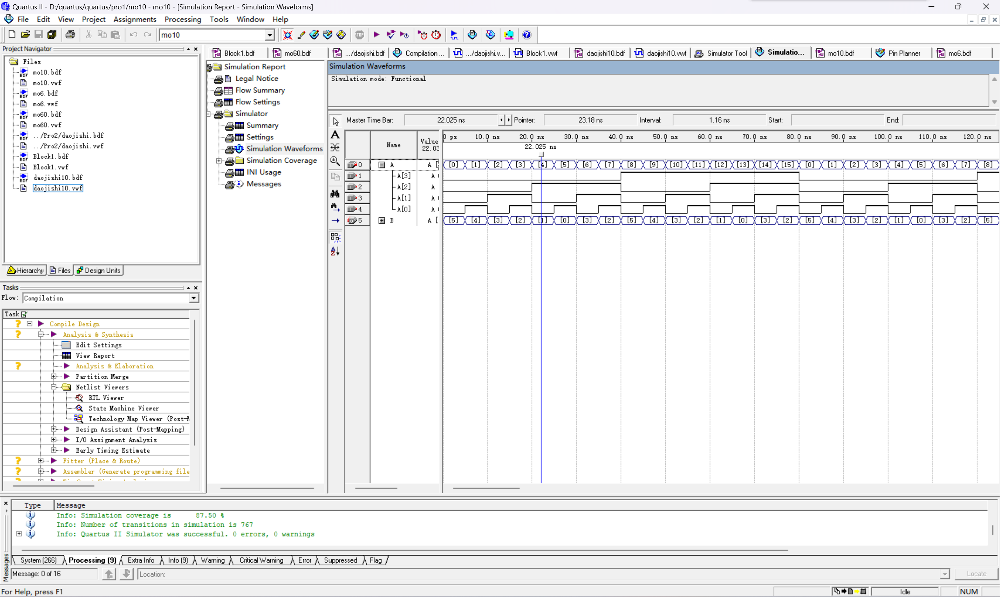 Quartus II - D:/quartus/quartus/pro1/mo10 - mo10 - [Simulation Report - Simulation Waveforms]
File Edit View Project Assignments Processing Tools Window Help
mo10
Project Navigator
Files
mo10.bdf
mo10.vwf
mo6.bdf
mo6.vwf
mo60.bdf
mo60.vwf
../Pro2/daojishi.bdf
../Pro2/daojishi.vwf
Block1.bdf
Block1.vwf
daojishi10.bdf
daojishi10.vwf
Hierarchy Files Design Units
Tasks
Flow: Compilation
Task
Compile Design
Analysis & Synthesis
Edit Settings
View Report
Analysis & Elaboration
Partition Merge
Netlist Viewers
RTL Viewer
State Machine Viewer
Technology Map Viewer (Post-M
Design Assistant (Post-Mapping)
I/O Assignment Analysis
Early Timing Estimate
Fitter (Place & Route)
Assembler (Generate programming file
Block1.bdf mo60.bdf .../daojishi.bdf Compilation ... .../daojishi.v... Block1.vwf daojishi10.bdf daojishi10.vwf Simulator Tool Simulatio... mo10.bdf Pin Planner mo6.bdf
Simulation Report
Legal Notice
Flow Summary
Flow Settings
Simulator
Summary
Settings
Simulation Waveforms
Simulation Coverage
INI Usage
Messages
Simulation Waveforms
Simulation mode: Functional
Master Time Bar: 22.025 ns Pointer: 23.18 ns Interval: 1.16 ns Start: End:
Name Value 22.03
0 ps 10.0 ns 20.0 ns 30.0 ns 40.0 ns 50.0 ns 60.0 ns 70.0 ns 80.0 ns 90.0 ns 100.0 ns 110.0 ns 120.0 ns
22.025 ns
0 A A [ [0] [1] [2] [3] [4] [5] [6] [7] [8] [9] [10] [11] [12] [13] [14] [15] [0] [1] [2] [3] [4] [5] [6] [7] [8]
1 A[3] A
2 A[2] A
3 A[1] A
4 A[0] A
5 B A [ [5] [4] [3] [2] [1] [0] [3] [2] [5] [4] [3] [2] [1] [0] [3] [2] [5] [4] [3] [2] [1] [0] [3] [2] [5]
Type Message
Info: Simulation coverage is 87.50 %
Info: Number of transitions in simulation is 767
Info: Quartus II Simulator was successful. 0 errors, 0 warnings
System (266) Processing (9) Extra Info Info (9) Warning Critical Warning Error Suppressed Flag
Messages
Message: 0 of 16 Location: Locate
For Help, press F1 Idle NUM